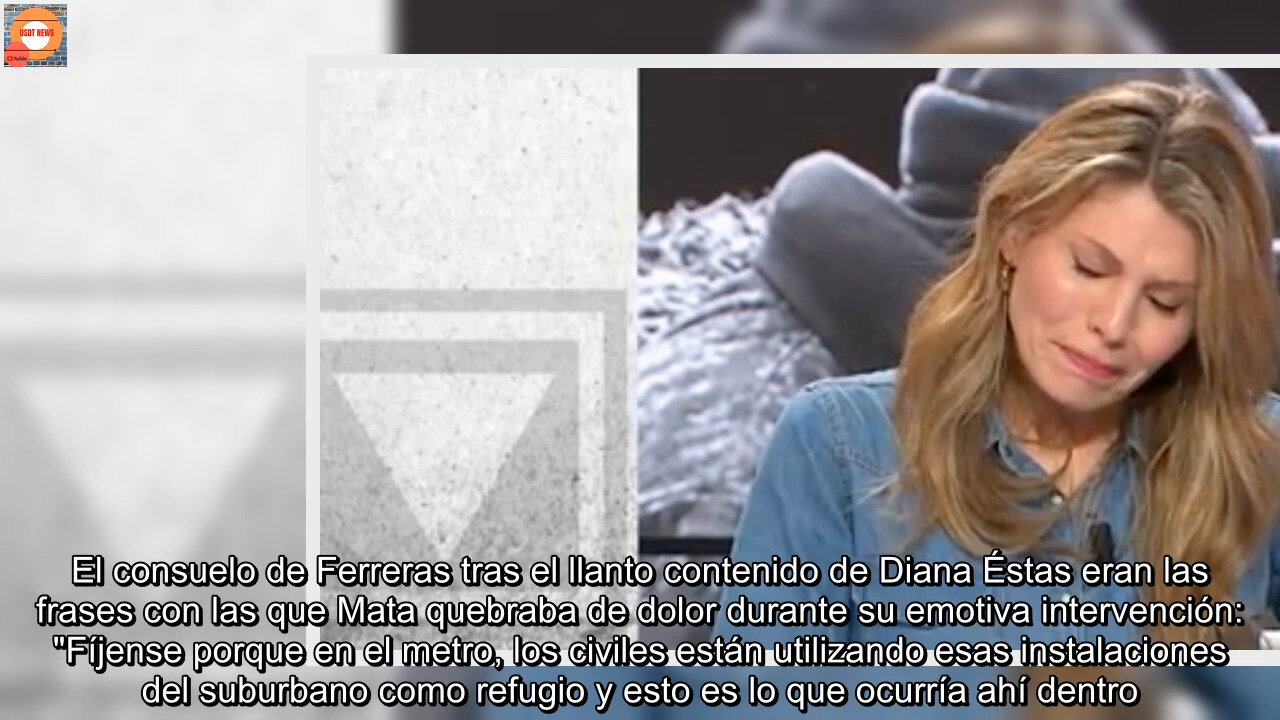 USOT NEWS
El consuelo de Ferreras tras el llanto contenido de Diana Éstas eran las
frases con las que Mata quebraba de dolor durante su emotiva intervención:
"Fíjense porque en el metro, los civiles están utilizando esas instalaciones
del suburbano como refugio y esto es lo que ocurría ahí dentro